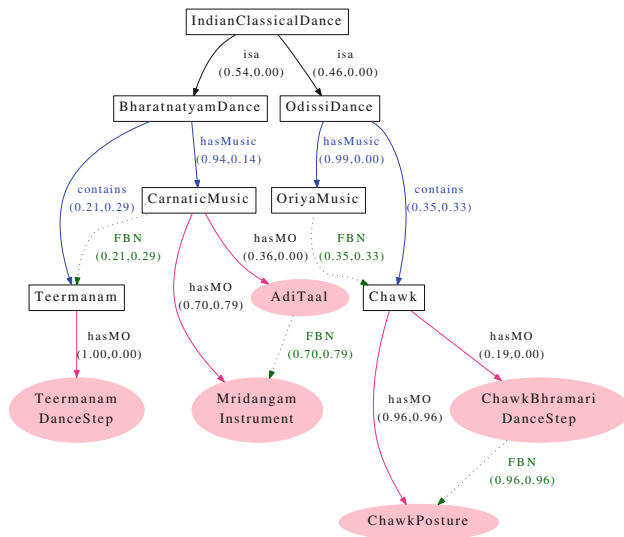 IndianClassicalDance
isa
(0.54,0.00)
isa
(0.46,0.00)
BharatnatyamDance
OdissiDance
hasMusic
(0.94,0.14)
hasMusic
(0.99,0.00)
contains
(0.21,0.29)
contains
(0.35,0.33)
CarnaticMusic
OriyaMusic
FBN
(0.21,0.29)
hasMO
(0.36,0.00)
FBN
(0.35,0.33)
Teermanam
hasMO
(0.70,0.79)
AdiTaal
Chawk
hasMO
(1.00,0.00)
FBN
(0.70,0.79)
hasMO
(0.19,0.00)
Teermanam
DanceStep
Mridangam
Instrument
hasMO
(0.96,0.96)
ChawkBhramari
DanceStep
FBN
(0.96,0.96)
ChawkPosture